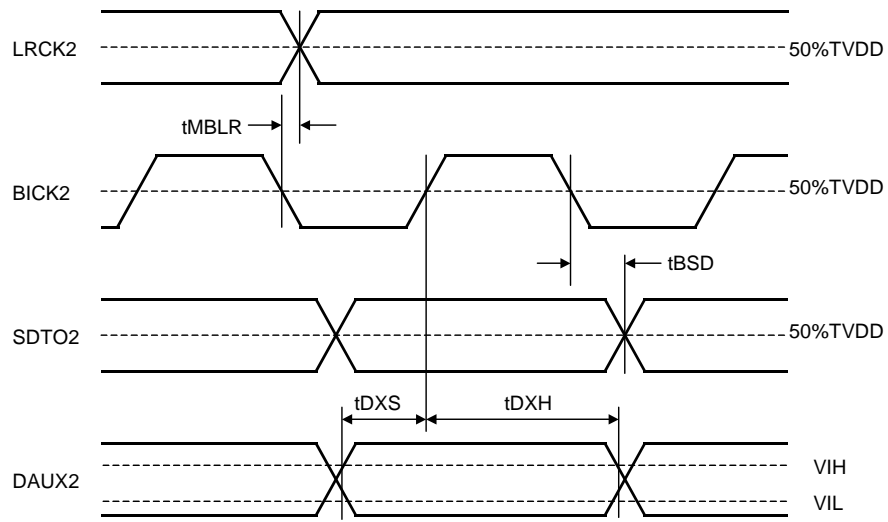 LRCK2
50%TVDD
tMBLR
BICK2
50%TVDD
tBSD
SDTO2
50%TVDD
tDXS
tDXH
DAUX2
VIH
VIL